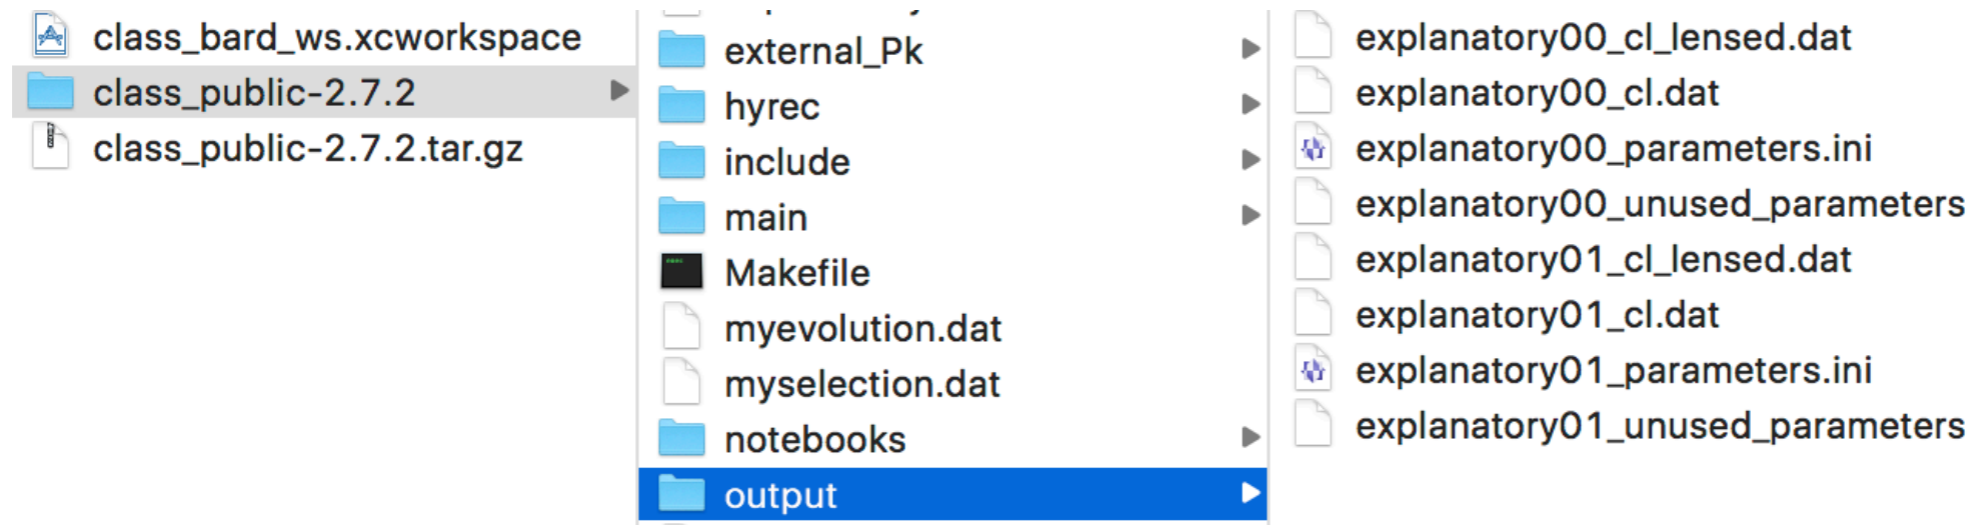 class_bard_ws.xcworkspace
class_public-2.7.2
class_public-2.7.2.tar.gz
external_Pk
hyrec
include
main
Makefile
myevolution.dat
myselection.dat
notebooks
output
explanatory00_cl_lensed.dat
explanatory00_cl.dat
explanatory00_parameters.ini
explanatory00_unused_parameters
explanatory01_cl_lensed.dat
explanatory01_cl.dat
explanatory01_parameters.ini
explanatory01_unused_parameters